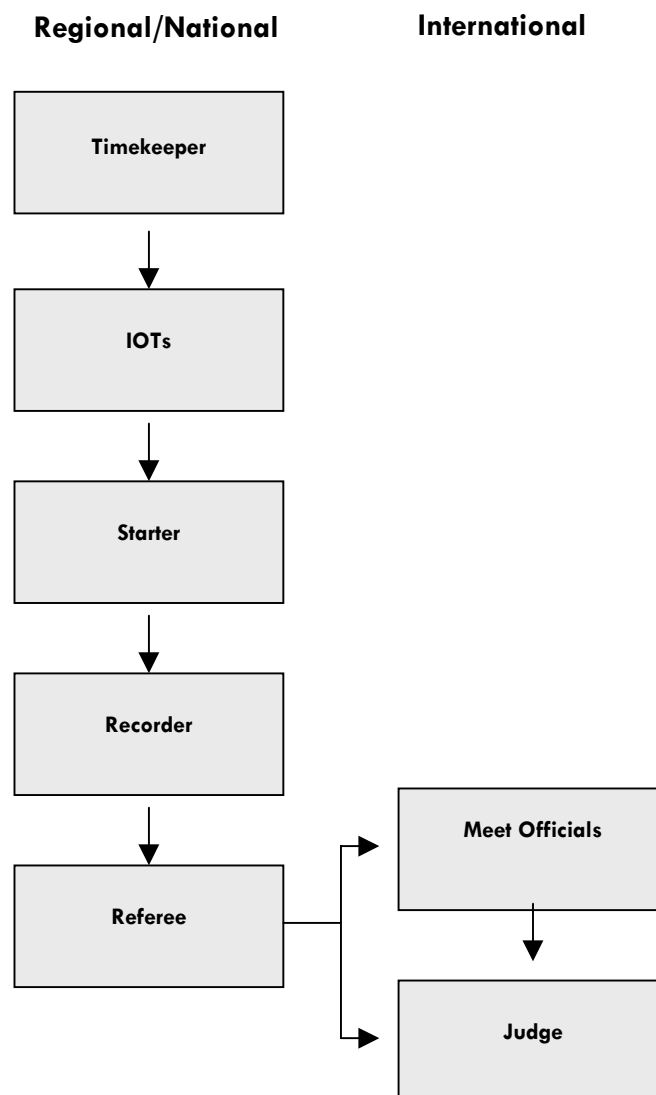 Regional/National
International
Timekeeper
IOTs
Starter
Recorder
Meet Officials
Referee
Judge